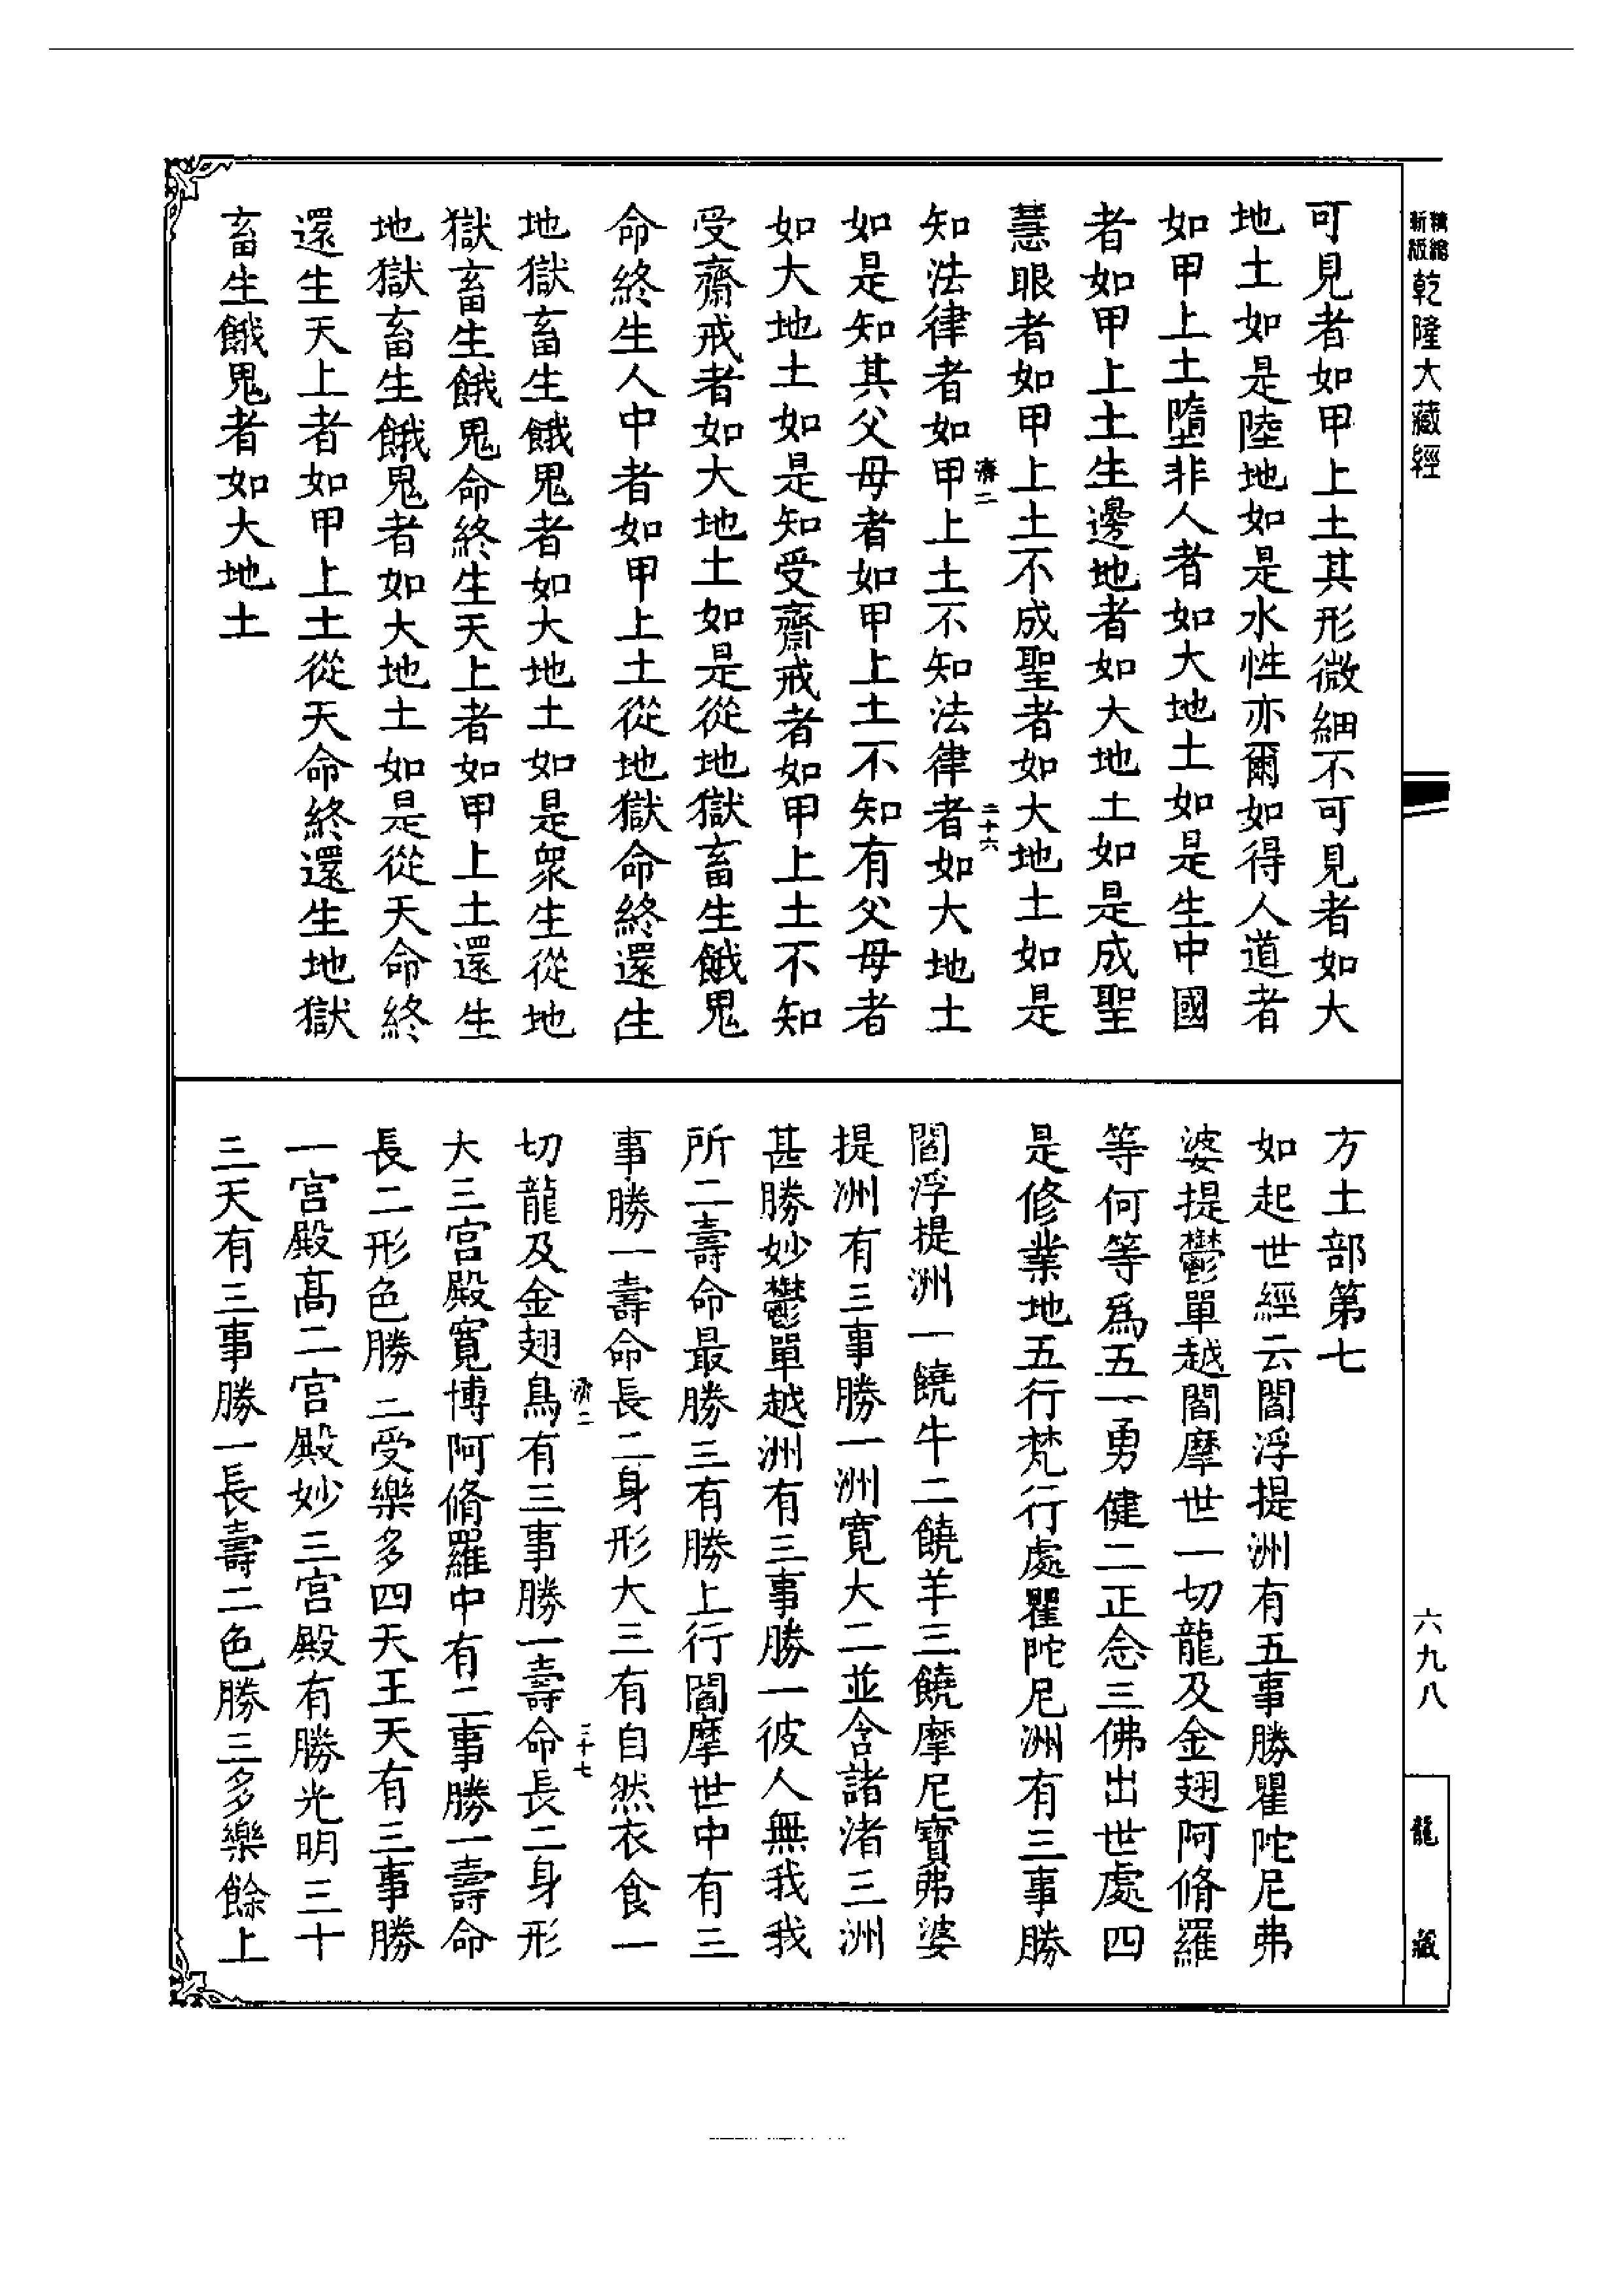 精縮新版乾隆大藏經
可見者如甲上土其形微細不可見者如大
地土如是陸地如是水性亦爾如得人道者
如甲上土墮非人者如大地土如是生中國
者如甲上土生邊地者如大地土如是成聖
慧眼者如甲上土不成聖者如大地土如是
濟二
二十六
知法律者如甲上土不知法律者如大地土
如是知其父母者如甲上土不知有父母者
如大地土如是知受齋戒者如甲上土不知
受齋戒者如大地土如是從地獄畜生餓鬼
命終生人中者如甲上土從地獄命終還生
地獄畜生餓鬼者如大地土如是衆生從地
獄畜生餓鬼命終生天上者如甲上土還生
地獄畜生餓鬼者如大地土如是從天命終
還生天上者如甲上土從天命終還生地獄
畜生餓鬼者如大地土
方土部第七
如起世經云閻浮提洲有五事勝瞿陀尼弗
婆提鬱單越閻摩世一切龍及金翅阿脩羅
等何等爲五一勇健二正念三佛出世處四
是修業地五行梵行處瞿陀尼洲有三事勝
閻浮提洲一饒牛二饒羊三饒摩尼寶弗婆
提洲有三事勝一洲寬大二並含諸渚三洲
甚勝妙鬱單越洲有三事勝一彼人無我我
所二壽命最勝三有勝上行閻摩世中有三
事勝一壽命長二身形大三有自然衣食一
濟二
二十七
切龍及金翅鳥有三事勝一壽命長二身形
大三宮殿寬博阿脩羅中有三事勝一壽命
長二形色勝三受樂多四天王天有三事勝
一宮殿高二宮殿妙三宮殿有勝光明三十
三天有三事勝一長壽二色勝三多樂餘上
六九八
龍藏